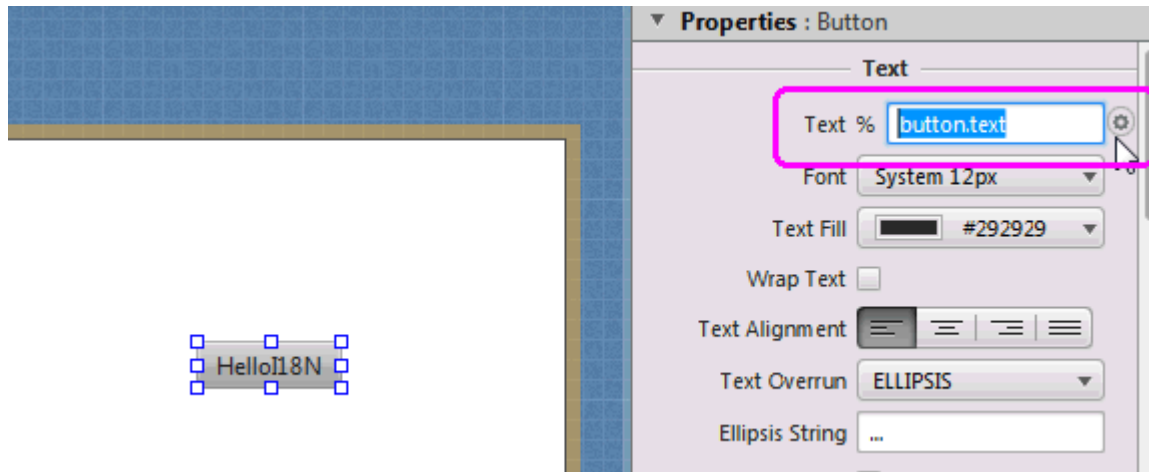 Properties : Button
Text
Text % button.text
Font System 12px
Text Fill #292929
Wrap Text
Text Alignment
HelloI18N
Text Overrun ELLIPSIS
Ellipsis String ...